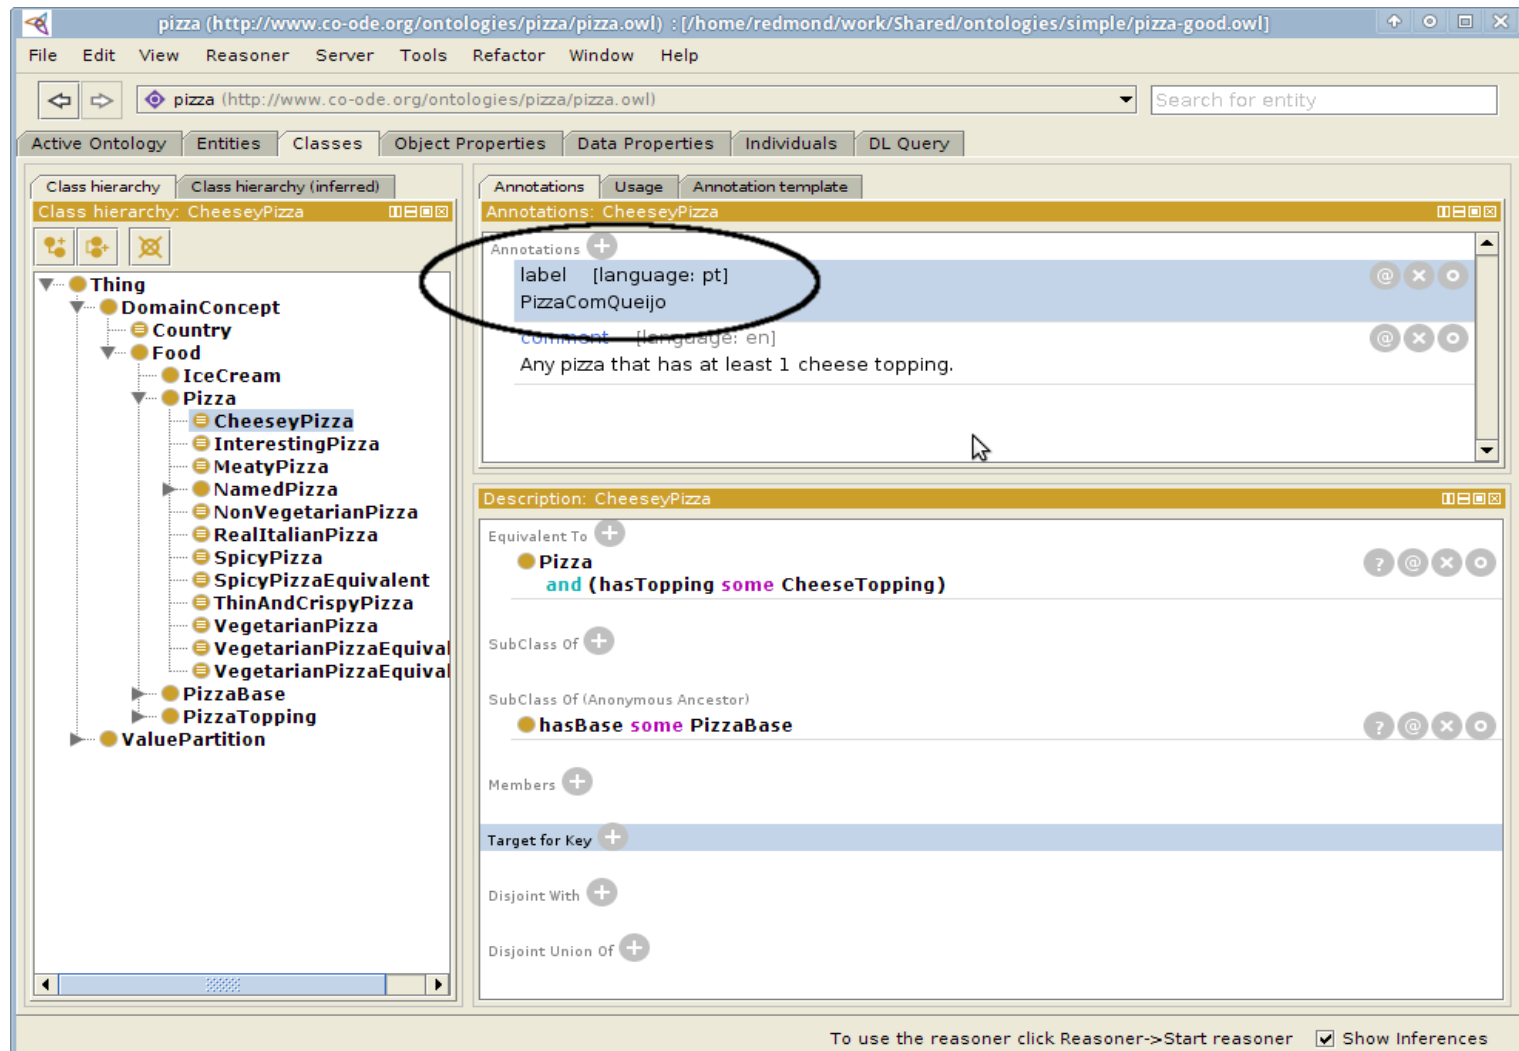 pizza (http://www.co-ode.org/ontologies/pizza/pizza.owl) : [/home/redmond/work/Shared/ontologies/simple/pizza-good.owl]
File Edit View Reasoner Server Tools Refactor Window Help
pizza (http://www.co-ode.org/ontologies/pizza/pizza.owl)
Search for entity
Active Ontology Entities Classes Object Properties Data Properties Individuals DL Query
Class hierarchy Class hierarchy (inferred)
Class hierarchy: CheeseyPizza
Thing
DomainConcept
Country
Food
IceCream
Pizza
CheeseyPizza
InterestingPizza
MeatyPizza
NamedPizza
NonVegetarianPizza
RealItalianPizza
SpicyPizza
SpicyPizzaEquivalent
ThinAndCrispyPizza
VegetarianPizza
VegetarianPizzaEquival
VegetarianPizzaEquival
PizzaBase
PizzaTopping
ValuePartition
Annotations Usage Annotation template
Annotations: CheeseyPizza
Annotations
label [language: pt]
PizzaComQueijo
comment [language: en]
Any pizza that has at least 1 cheese topping.
Description: CheeseyPizza
Equivalent To
Pizza
and (hasTopping some CheeseTopping)
SubClass Of
SubClass Of (Anonymous Ancestor)
hasBase some PizzaBase
Members
Target for Key
Disjoint With
Disjoint Union Of
To use the reasoner click Reasoner->Start reasoner Show Inferences